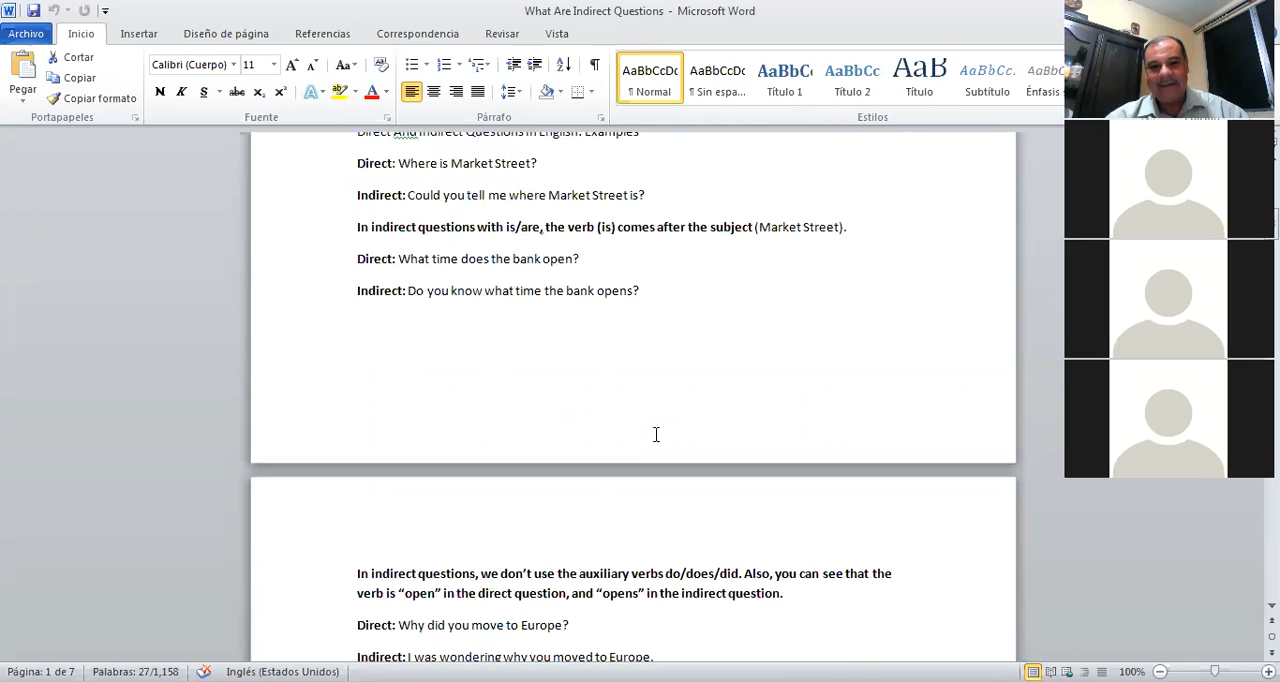 What Are Indirect Questions - Microsoft Word
Archivo Inicio Insertar Diseño de página Referencias Correspondencia Revisar Vista
Pegar
Cortar
Copiar
Copiar formato
Portapapeles
Calibri (Cuerpo) 11
N K S abc x₂ x²
Fuente
Párrafo
AaBbCcDc AaBbCcDc AaBbC AaBbCc AaB AaBbCc. AaBbCc
¶ Normal ¶ Sin espa... Título 1 Título 2 Título Subtítulo Énfasis
Estilos
Direct And Indirect Questions in English: Examples
Direct: Where is Market Street?
Indirect: Could you tell me where Market Street is?
In indirect questions with is/are, the verb (is) comes after the subject (Market Street).
Direct: What time does the bank open?
Indirect: Do you know what time the bank opens?
In indirect questions, we don’t use the auxiliary verbs do/does/did. Also, you can see that the
verb is “open” in the direct question, and “opens” in the indirect question.
Direct: Why did you move to Europe?
Indirect: I was wondering why you moved to Europe.
Página: 1 de 7 Palabras: 27/1,158 Inglés (Estados Unidos) 100%